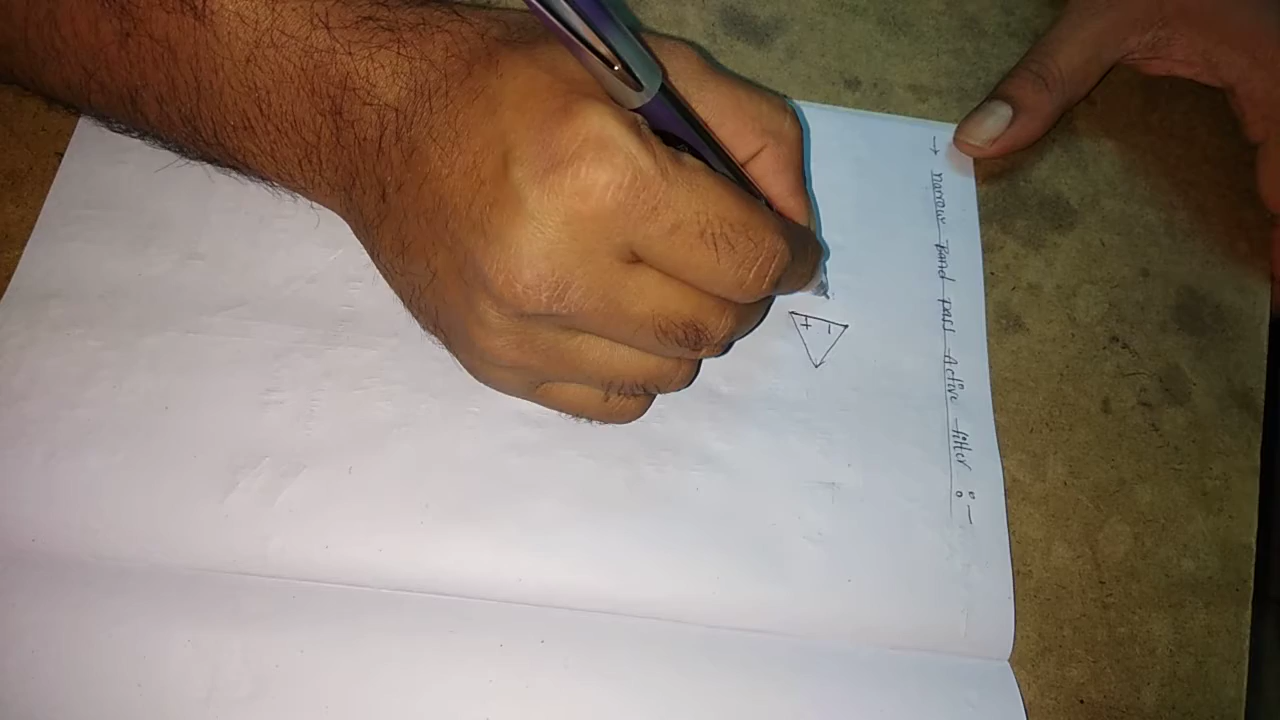 → narrow Band pass Active filter :-
- +